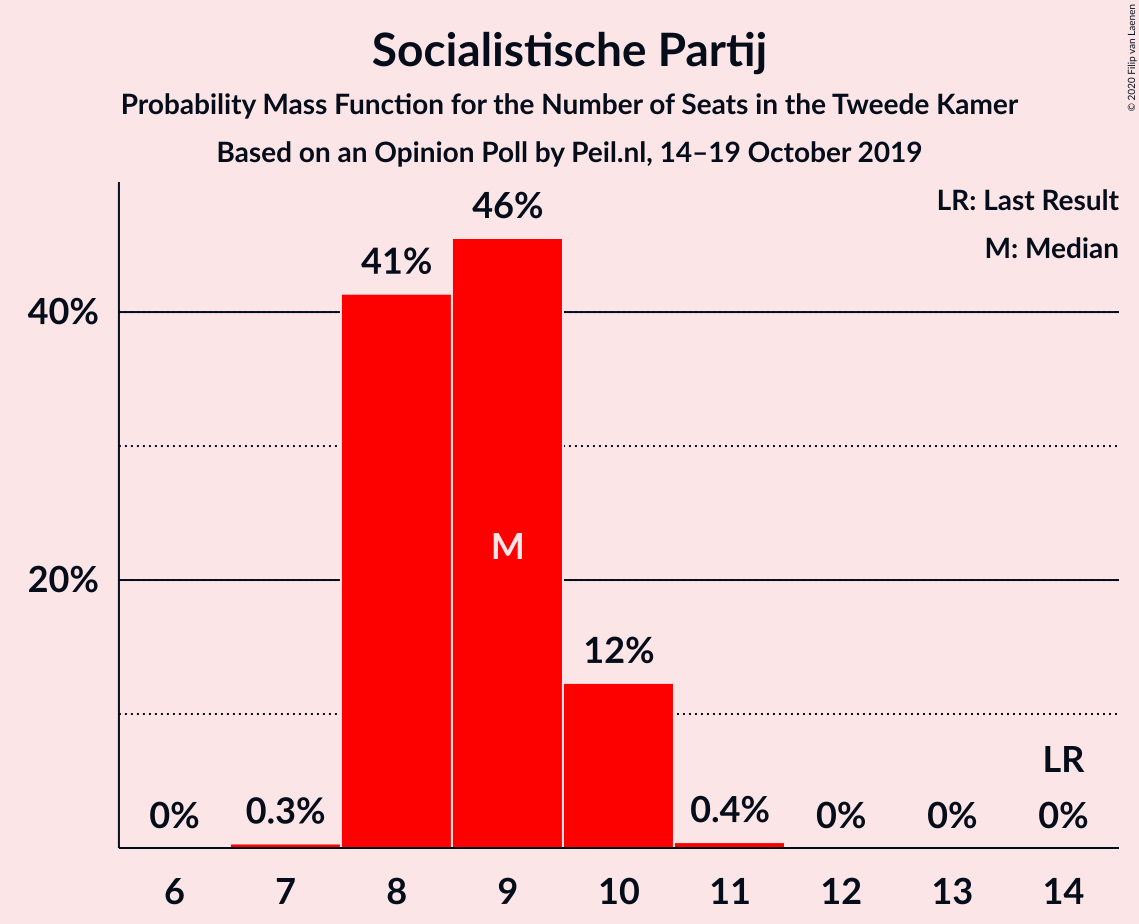 Socialistische Partij
Probability Mass Function for the Number of Seats in the Tweede Kamer
Based on an Opinion Poll by Peil.nl, 14–19 October 2019
© 2020 Filip van Laenen
LR: Last Result
M: Median
40%
20%
0%
0.3%
41%
46%
M
12%
0.4%
0%
0%
LR
0%
6 7 8 9 10 11 12 13 14